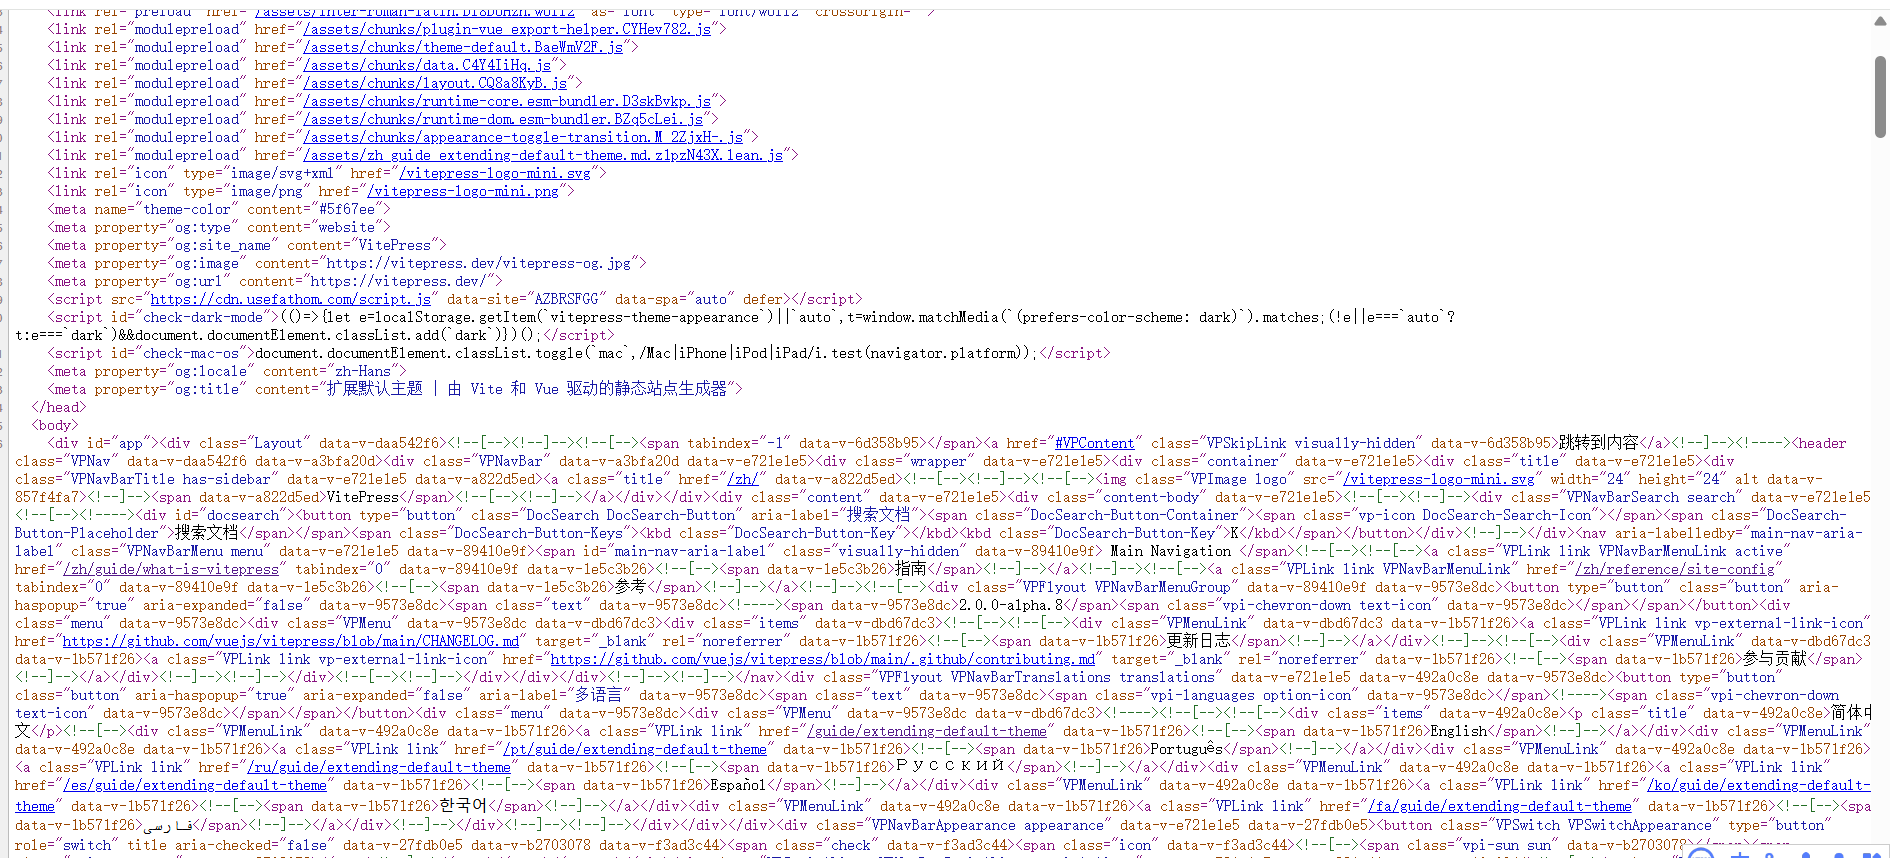 <link rel="preload" href="/assets/inter-roman-latin.Di8DUHzh.woff2" as="font" type="font/woff2" crossorigin="">
<link rel="modulepreload" href="/assets/chunks/plugin-vue_export-helper.CYHev782.js">
<link rel="modulepreload" href="/assets/chunks/theme-default.BaeWmV2F.js">
<link rel="modulepreload" href="/assets/chunks/data.C4Y4IiHq.js">
<link rel="modulepreload" href="/assets/chunks/layout.CQ8a8KyB.js">
<link rel="modulepreload" href="/assets/chunks/runtime-core.esm-bundler.D3skBvkp.js">
<link rel="modulepreload" href="/assets/chunks/runtime-dom.esm-bundler.BZq5cLei.js">
<link rel="modulepreload" href="/assets/chunks/appearance-toggle-transition.M_2ZjxH-.js">
<link rel="modulepreload" href="/assets/zh_guide_extending-default-theme.md.z1pzN43X.lean.js">
<link rel="icon" type="image/svg+xml" href="/vitepress-logo-mini.svg">
<link rel="icon" type="image/png" href="/vitepress-logo-mini.png">
<meta name="theme-color" content="#5f67ee">
<meta property="og:type" content="website">
<meta property="og:site_name" content="VitePress">
<meta property="og:image" content="https://vitepress.dev/vitepress-og.jpg">
<meta property="og:url" content="https://vitepress.dev/">
<script src="https://cdn.usefathom.com/script.js" data-site="AZBRSFGG" data-spa="auto" defer></script>
<script id="check-dark-mode">(()=>{let e=localStorage.getItem(`vitepress-theme-appearance`)||`auto`,t=window.matchMedia(`(prefers-color-scheme: dark)`).matches;(!e||e===`auto`?
t:e===`dark`)&&document.documentElement.classList.add(`dark`)})();</script>
<script id="check-mac-os">document.documentElement.classList.toggle(`mac`,/Mac|iPhone|iPod|iPad/i.test(navigator.platform));</script>
<meta property="og:locale" content="zh-Hans">
<meta property="og:title" content="扩展默认主题 | 由 Vite 和 Vue 驱动的静态站点生成器">
</head>
<body>
<div id="app"><div class="Layout" data-v-daa542f6><!--[--><!--]--><!--[--><span tabindex="-1" data-v-6d358b95></span><a href="#VPContent" class="VPSkipLink visually-hidden" data-v-6d358b95>跳转到内容</a><!--]--><!----><header
class="VPNav" data-v-daa542f6 data-v-a3bfa20d><div class="VPNavBar" data-v-a3bfa20d data-v-e721e1e5><div class="wrapper" data-v-e721e1e5><div class="container" data-v-e721e1e5><div class="title" data-v-e721e1e5><div
class="VPNavBarTitle has-sidebar" data-v-e721e1e5 data-v-a822d5ed><a class="title" href="/zh/" data-v-a822d5ed><!--[--><!--]--><!--[--><img class="VPImage logo" src="/vitepress-logo-mini.svg" width="24" height="24" alt data-v-
857f4fa7><!--]--><span data-v-a822d5ed>VitePress</span><!--[--><!--]--></a></div></div><div class="content" data-v-e721e1e5><div class="content-body" data-v-e721e1e5><!--[--><!--]--><div class="VPNavBarSearch search" data-v-e721e1e5
<!--[--><!----><div id="docsearch"><button type="button" class="DocSearch DocSearch-Button" aria-label="搜索文档"><span class="DocSearch-Button-Container"><span class="vp-icon DocSearch-Search-Icon"></span><span class="DocSearch-
Button-Placeholder">搜索文档</span></span><span class="DocSearch-Button-Keys"><kbd class="DocSearch-Button-Key"></kbd><kbd class="DocSearch-Button-Key">K</kbd></span></button></div><!--]--></div><nav aria-labelledby="main-nav-aria-
label" class="VPNavBarMenu menu" data-v-e721e1e5 data-v-89410e9f><span id="main-nav-aria-label" class="visually-hidden" data-v-89410e9f> Main Navigation </span><!--[--><!--[--><a class="VPLink link VPNavBarMenuLink active"
href="/zh/guide/what-is-vitepress" tabindex="0" data-v-89410e9f data-v-1e5c3b26><!--[--><span data-v-1e5c3b26>指南</span><!--]--></a><!--]--><!--[--><a class="VPLink link VPNavBarMenuLink" href="/zh/reference/site-config"
tabindex="0" data-v-89410e9f data-v-1e5c3b26><!--[--><span data-v-1e5c3b26>参考</span><!--]--></a><!--]--><!--[--><div class="VPFlyout VPNavBarMenuGroup" data-v-89410e9f data-v-9573e8dc><button type="button" class="button" aria-
haspopup="true" aria-expanded="false" data-v-9573e8dc><span class="text" data-v-9573e8dc><!----><span data-v-9573e8dc>2.0.0-alpha.8</span><span class="vpi-chevron-down text-icon" data-v-9573e8dc></span></span></button><div
class="menu" data-v-9573e8dc><div class="VPMenu" data-v-9573e8dc data-v-dbd67dc3><div class="items" data-v-dbd67dc3><!--[--><!--[--><div class="VPMenuLink" data-v-dbd67dc3 data-v-1b571f26><a class="VPLink link vp-external-link-icon"
href="https://github.com/vuejs/vitepress/blob/main/CHANGELOG.md" target="_blank" rel="noreferrer" data-v-1b571f26><!--[--><span data-v-1b571f26>更新日志</span><!--]--></a></div><!--]--><!--[--><div class="VPMenuLink" data-v-dbd67dc3
data-v-1b571f26><a class="VPLink link vp-external-link-icon" href="https://github.com/vuejs/vitepress/blob/main/.github/contributing.md" target="_blank" rel="noreferrer" data-v-1b571f26><!--[--><span data-v-1b571f26>参与贡献</span>
<!--]--></a></div><!--]--><!--]--></div><!--[--><!--]--></div></div></div><!--]--><!--]--></nav><div class="VPFlyout VPNavBarTranslations translations" data-v-e721e1e5 data-v-492a0c8e data-v-9573e8dc><button type="button"
class="button" aria-haspopup="true" aria-expanded="false" aria-label="多语言" data-v-9573e8dc><span class="text" data-v-9573e8dc><span class="vpi-languages option-icon" data-v-9573e8dc></span><!----><span class="vpi-chevron-down
text-icon" data-v-9573e8dc></span></span></button><div class="menu" data-v-9573e8dc><div class="VPMenu" data-v-9573e8dc data-v-dbd67dc3><!----><!--[--><!--[--><div class="items" data-v-492a0c8e><p class="title" data-v-492a0c8e>简体中
文</p><!--[--><div class="VPMenuLink" data-v-492a0c8e data-v-1b571f26><a class="VPLink link" href="/guide/extending-default-theme" data-v-1b571f26><!--[--><span data-v-1b571f26>English</span><!--]--></a></div><div class="VPMenuLink"
data-v-492a0c8e data-v-1b571f26><a class="VPLink link" href="/pt/guide/extending-default-theme" data-v-1b571f26><!--[--><span data-v-1b571f26>Português</span><!--]--></a></div><div class="VPMenuLink" data-v-492a0c8e data-v-1b571f26>
<a class="VPLink link" href="/ru/guide/extending-default-theme" data-v-1b571f26><!--[--><span data-v-1b571f26>Русский</span><!--]--></a></div><div class="VPMenuLink" data-v-492a0c8e data-v-1b571f26><a class="VPLink link"
href="/es/guide/extending-default-theme" data-v-1b571f26><!--[--><span data-v-1b571f26>Español</span><!--]--></a></div><div class="VPMenuLink" data-v-492a0c8e data-v-1b571f26><a class="VPLink link" href="/ko/guide/extending-default-
theme" data-v-1b571f26><!--[--><span data-v-1b571f26>한국어</span><!--]--></a></div><div class="VPMenuLink" data-v-492a0c8e data-v-1b571f26><a class="VPLink link" href="/fa/guide/extending-default-theme" data-v-1b571f26><!--[--><spa
data-v-1b571f26>فارسی</span><!--]--></a></div><!--]--></div><!--]--><!--]--></div></div></div><div class="VPNavBarAppearance appearance" data-v-e721e1e5 data-v-27fdb0e5><button class="VPSwitch VPSwitchAppearance" type="button"
role="switch" title aria-checked="false" data-v-27fdb0e5 data-v-b2703078 data-v-f3ad3c44><span class="check" data-v-f3ad3c44><span class="icon" data-v-f3ad3c44><!--[--><span class="vpi-sun sun" data-v-b2703078></span><span